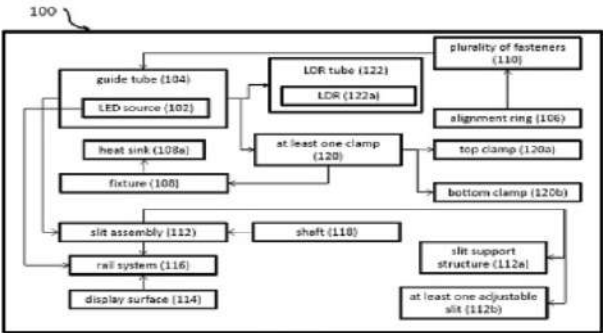 100
plurality of fasteners
(110)
guide tube (104)
LED source (102)
LDR tube (122)
LDR (122a)
alignment ring (106)
heat sink (108a)
at least one clamp
(120)
top clamp (120a)
fixture (108)
bottom clamp (120b)
slit assembly (112)
shaft (118)
slit support
structure (112a)
rail system (116)
display surface (114)
at least one adjustable
slit (112b)